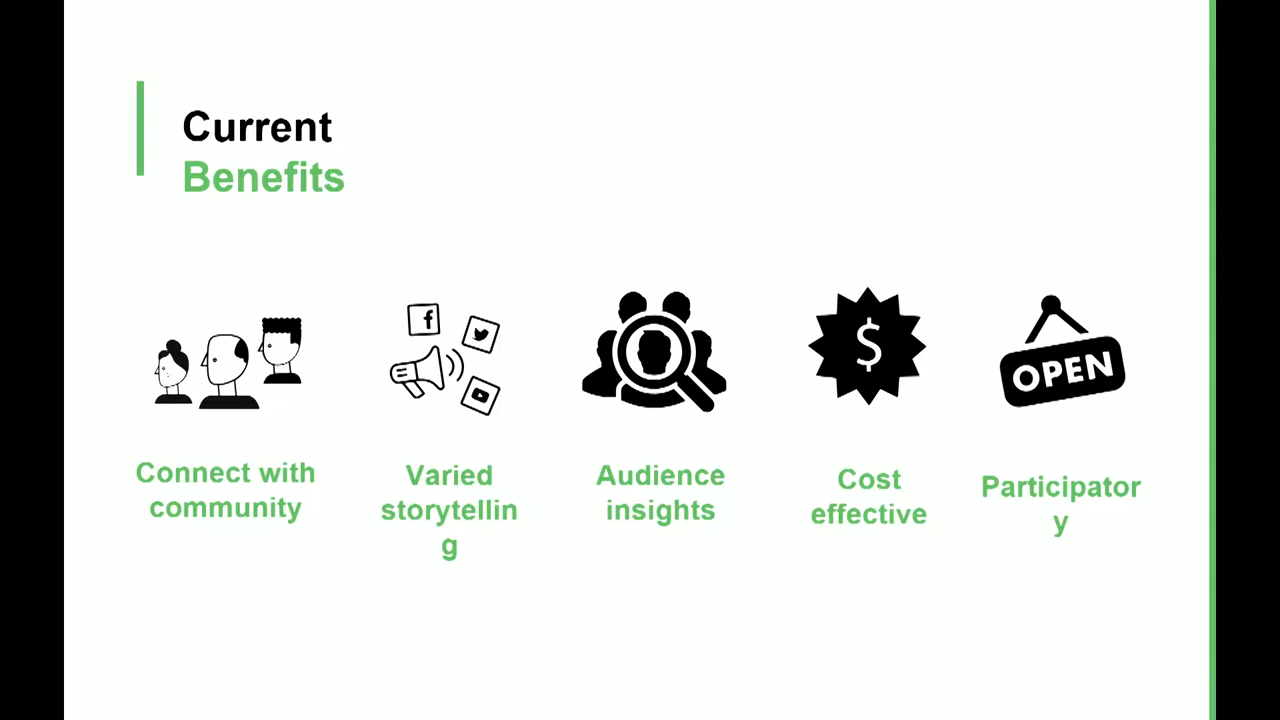 Current
Benefits
f
$
OPEN
Connect with
community
Varied
storytellin
g
Audience
insights
Cost
effective
Participator
y